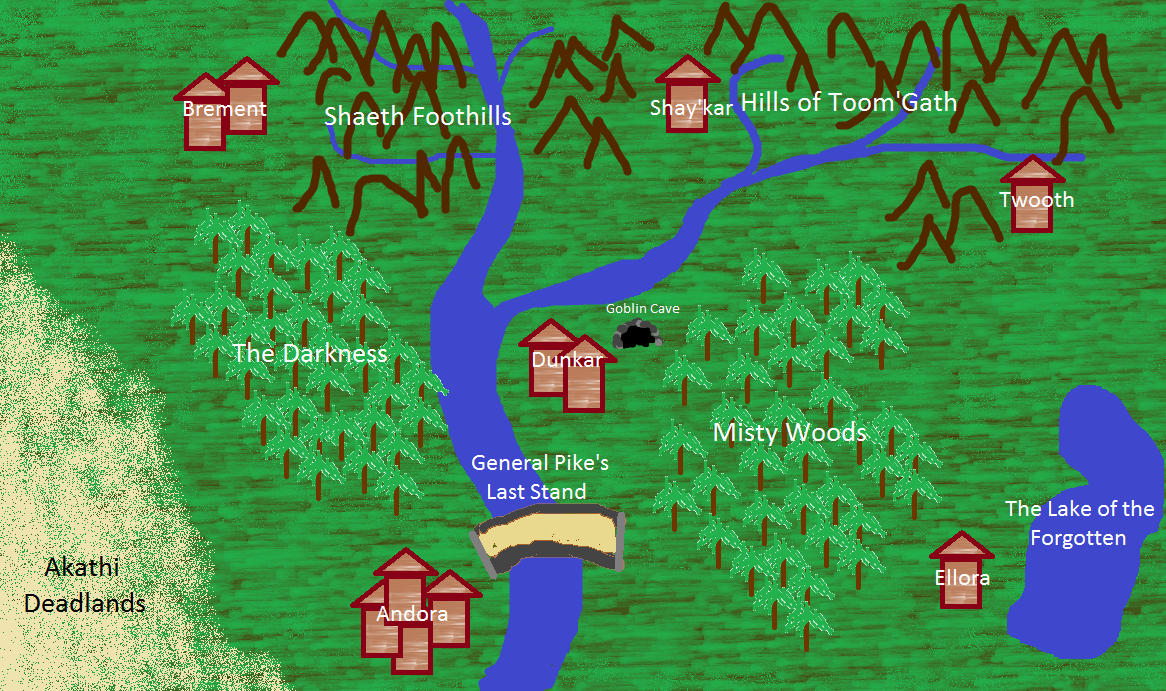 Brement
Shaeth Foothills
Shay'kar
Hills of Toom'Gath
Twooth
Goblin Cave
The Darkness
Dunkar
Misty Woods
General Pike's
Last Stand
The Lake of the
Forgotten
Akathi
Deadlands
Andora
Ellora